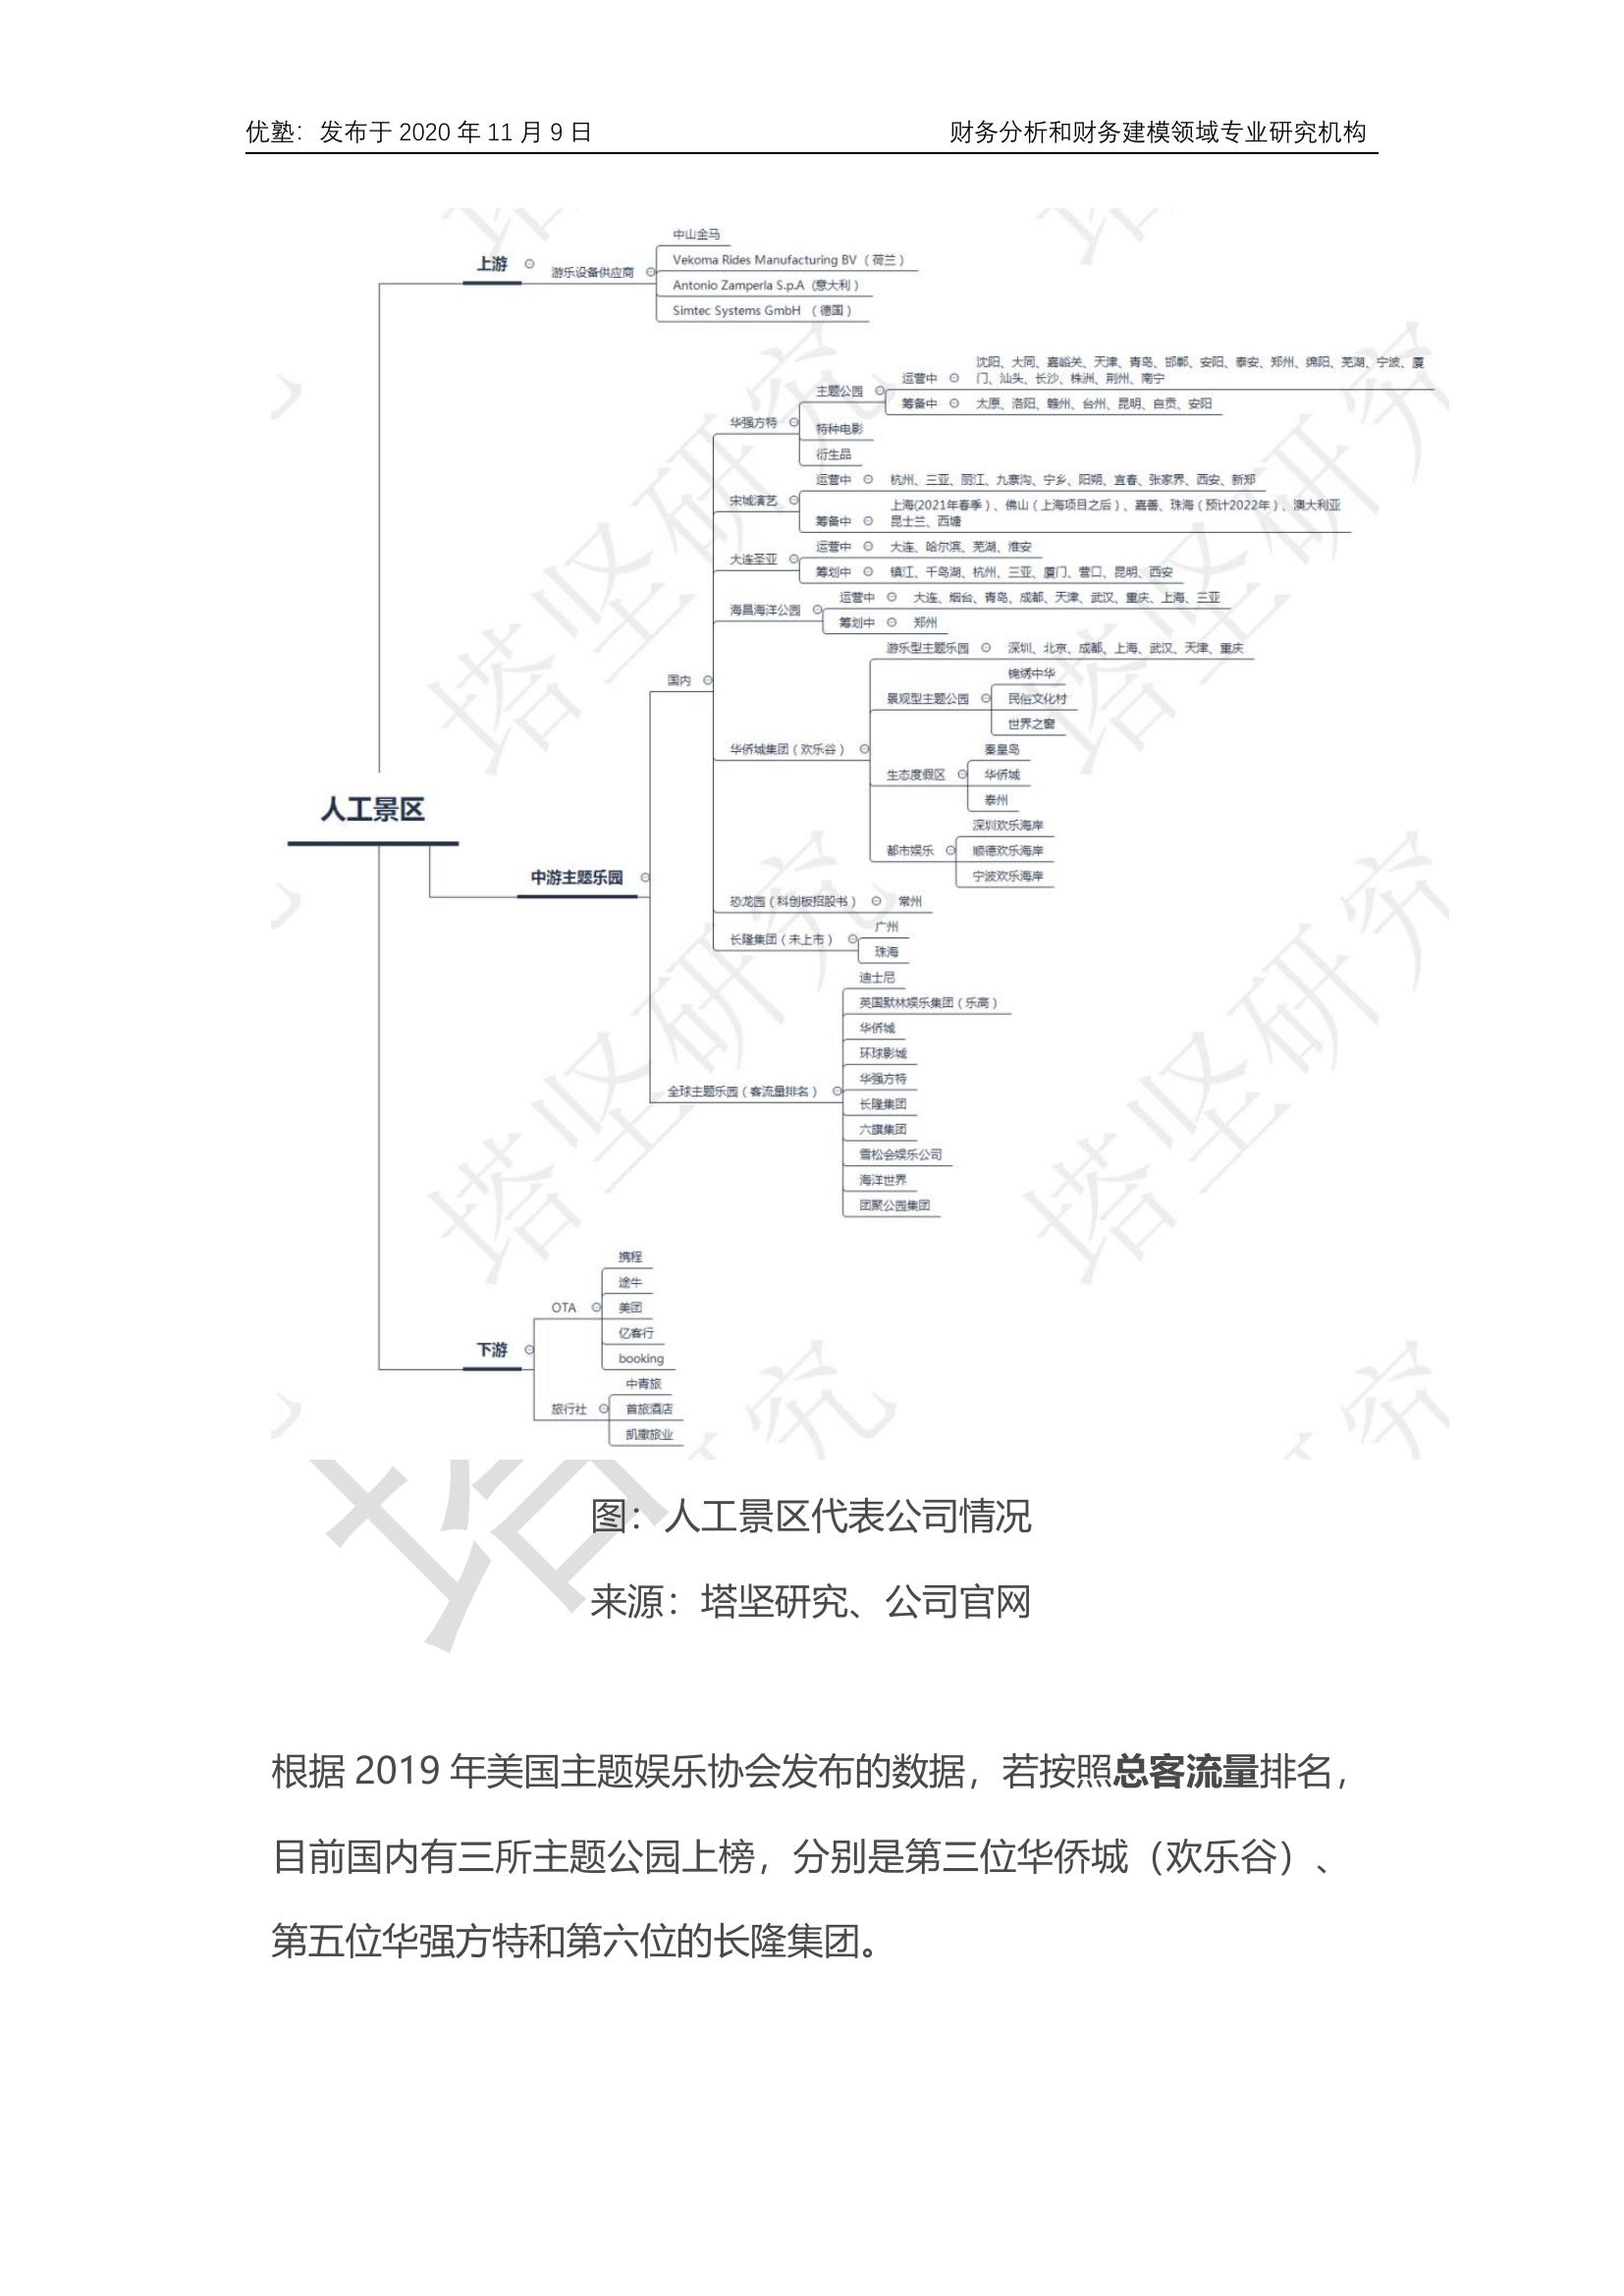 优塾：发布于 2020 年 11 月 9 日 财务分析和财务建模领域专业研究机构
人工景区
上游
游乐设备供应商
中山金马
Vekoma Rides Manufacturing BV（荷兰）
Antonio Zamperla S.p.A（意大利）
Simtec Systems GmbH （德国）
中游主题乐园
国内
华强方特
主题公园
运营中
沈阳、大同、嘉峪关、天津、青岛、邯郸、安阳、泰安、郑州、绵阳、芜湖、宁波、厦
门、汕头、长沙、株洲、荆州、南宁
筹备中
太原、洛阳、赣州、台州、昆明、自贡、安阳
特种电影
衍生品
宋城演艺
运营中
杭州、三亚、丽江、九寨沟、宁乡、阳朔、宜春、张家界、西安、新郑
筹备中
上海(2021年春季）、佛山（上海项目之后）、嘉善、珠海（预计2022年）、澳大利亚
昆士兰、西塘
大连圣亚
运营中
大连、哈尔滨、芜湖、淮安
筹划中
镇江、千岛湖、杭州、三亚、厦门、营口、昆明、西安
海昌海洋公园
运营中
大连、烟台、青岛、成都、天津、武汉、重庆、上海、三亚
筹划中
郑州
华侨城集团（欢乐谷）
游乐型主题乐园
深圳、北京、成都、上海、武汉、天津、重庆
景观型主题公园
锦绣中华
民俗文化村
世界之窗
生态度假区
秦皇岛
华侨城
泰州
都市娱乐
深圳欢乐海岸
顺德欢乐海岸
宁波欢乐海岸
恐龙园（科创板招股书）
常州
长隆集团（未上市）
广州
珠海
全球主题乐园（客流量排名）
迪士尼
英国默林娱乐集团（乐高）
华侨城
环球影城
华强方特
长隆集团
六旗集团
雪松会娱乐公司
海洋世界
团聚公园集团
下游
OTA
携程
途牛
美团
亿客行
booking
旅行社
中青旅
首旅酒店
凯撒旅业
图：人工景区代表公司情况
来源：塔坚研究、公司官网
根据 2019 年美国主题娱乐协会发布的数据，若按照总客流量排名，
目前国内有三所主题公园上榜，分别是第三位华侨城（欢乐谷）、
第五位华强方特和第六位的长隆集团。
塔坚研究
塔坚研究
塔坚研究
塔坚研究